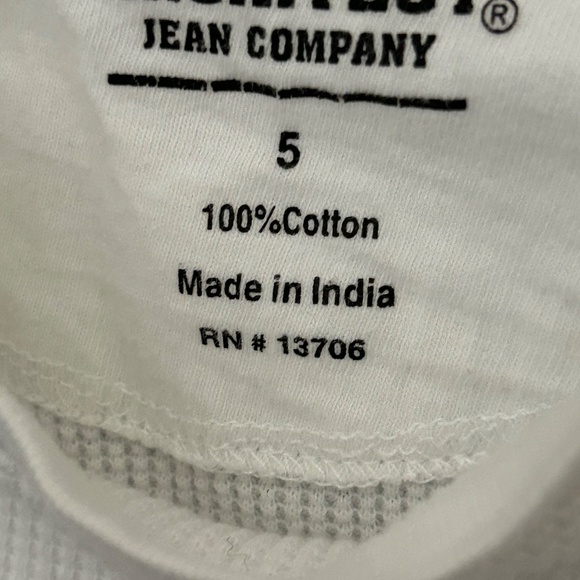 ®
JEAN COMPANY
5
100%Cotton
Made in India
RN # 13706